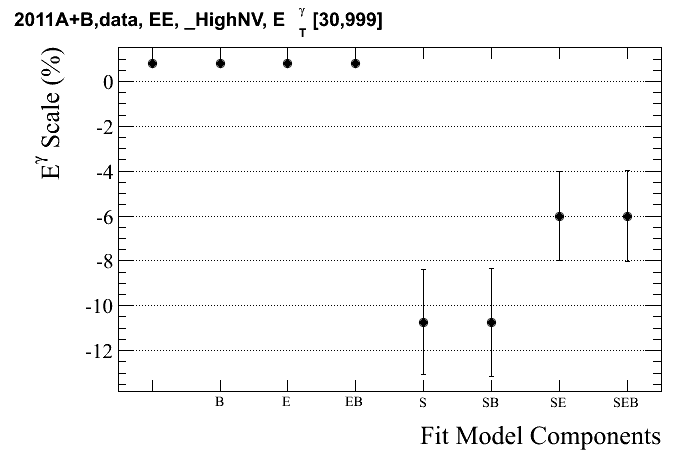 2011A+B,data, EE, _HighNV, E γ T [30,999]
E γ Scale (%)
0
-2
-4
-6
-8
-10
-12
B E EB S SB SE SEB
Fit Model Components